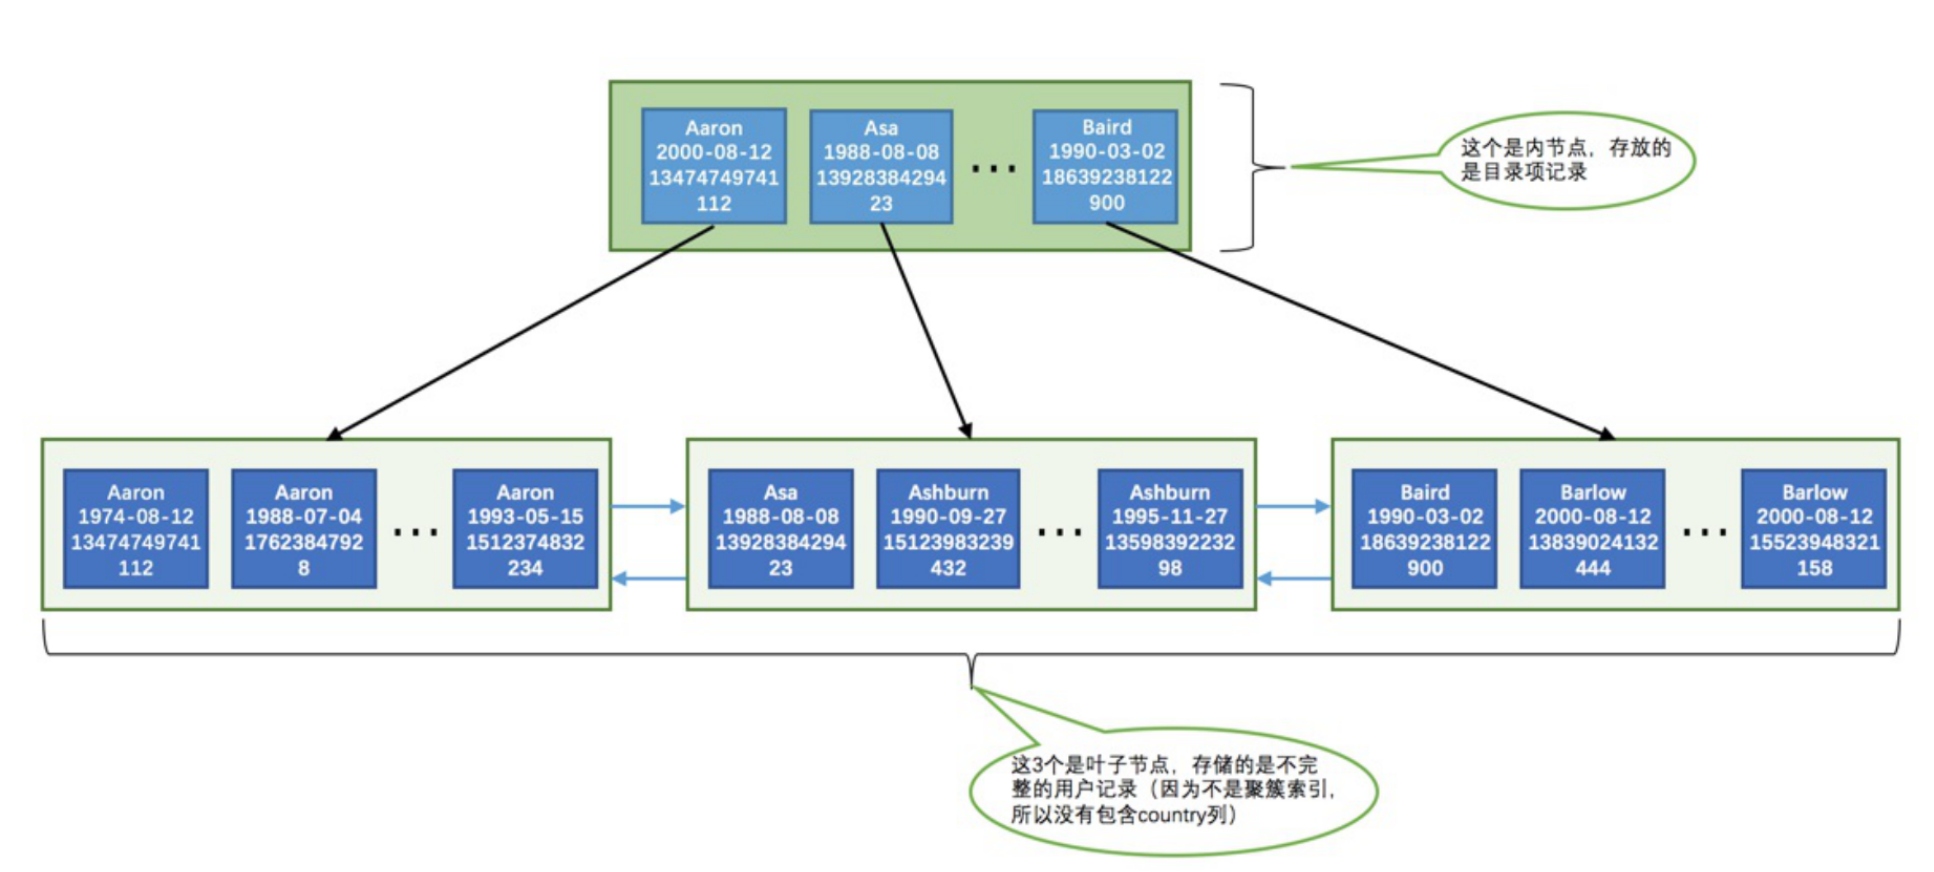 Aaron
2000-08-12
13474749741
112
Asa
1988-08-08
13928384294
23
...
Baird
1990-03-02
18639238122
900
这个是内节点，存放的
是目录项记录
Aaron
1974-08-12
13474749741
112
Aaron
1988-07-04
1762384792
8
...
Aaron
1993-05-15
1512374832
234
Asa
1988-08-08
13928384294
23
Ashburn
1990-09-27
15123983239
432
...
Ashburn
1995-11-27
13598392232
98
Baird
1990-03-02
18639238122
900
Barlow
2000-08-12
13839024132
444
...
Barlow
2000-08-12
15523948321
158
这3个是叶子节点，存储的是不完
整的用户记录（因为不是聚簇索引，
所以没有包含country列）